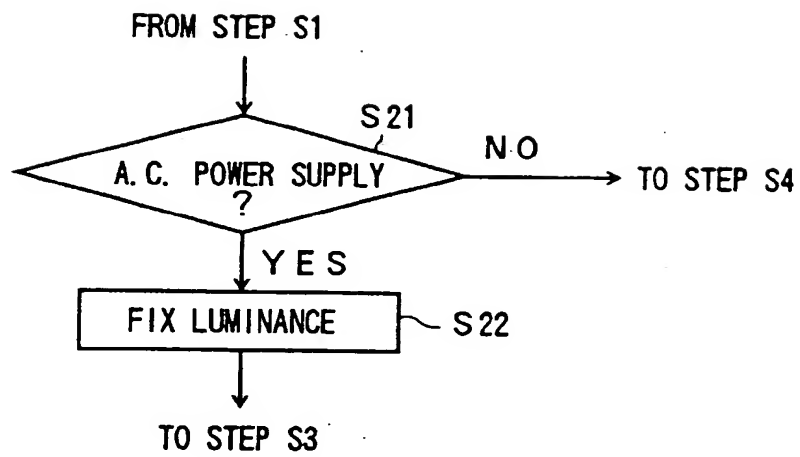 FROM STEP S1
S21
NO
A.C. POWER SUPPLY
?
TO STEP S4
YES
FIX LUMINANCE
S22
TO STEP S3